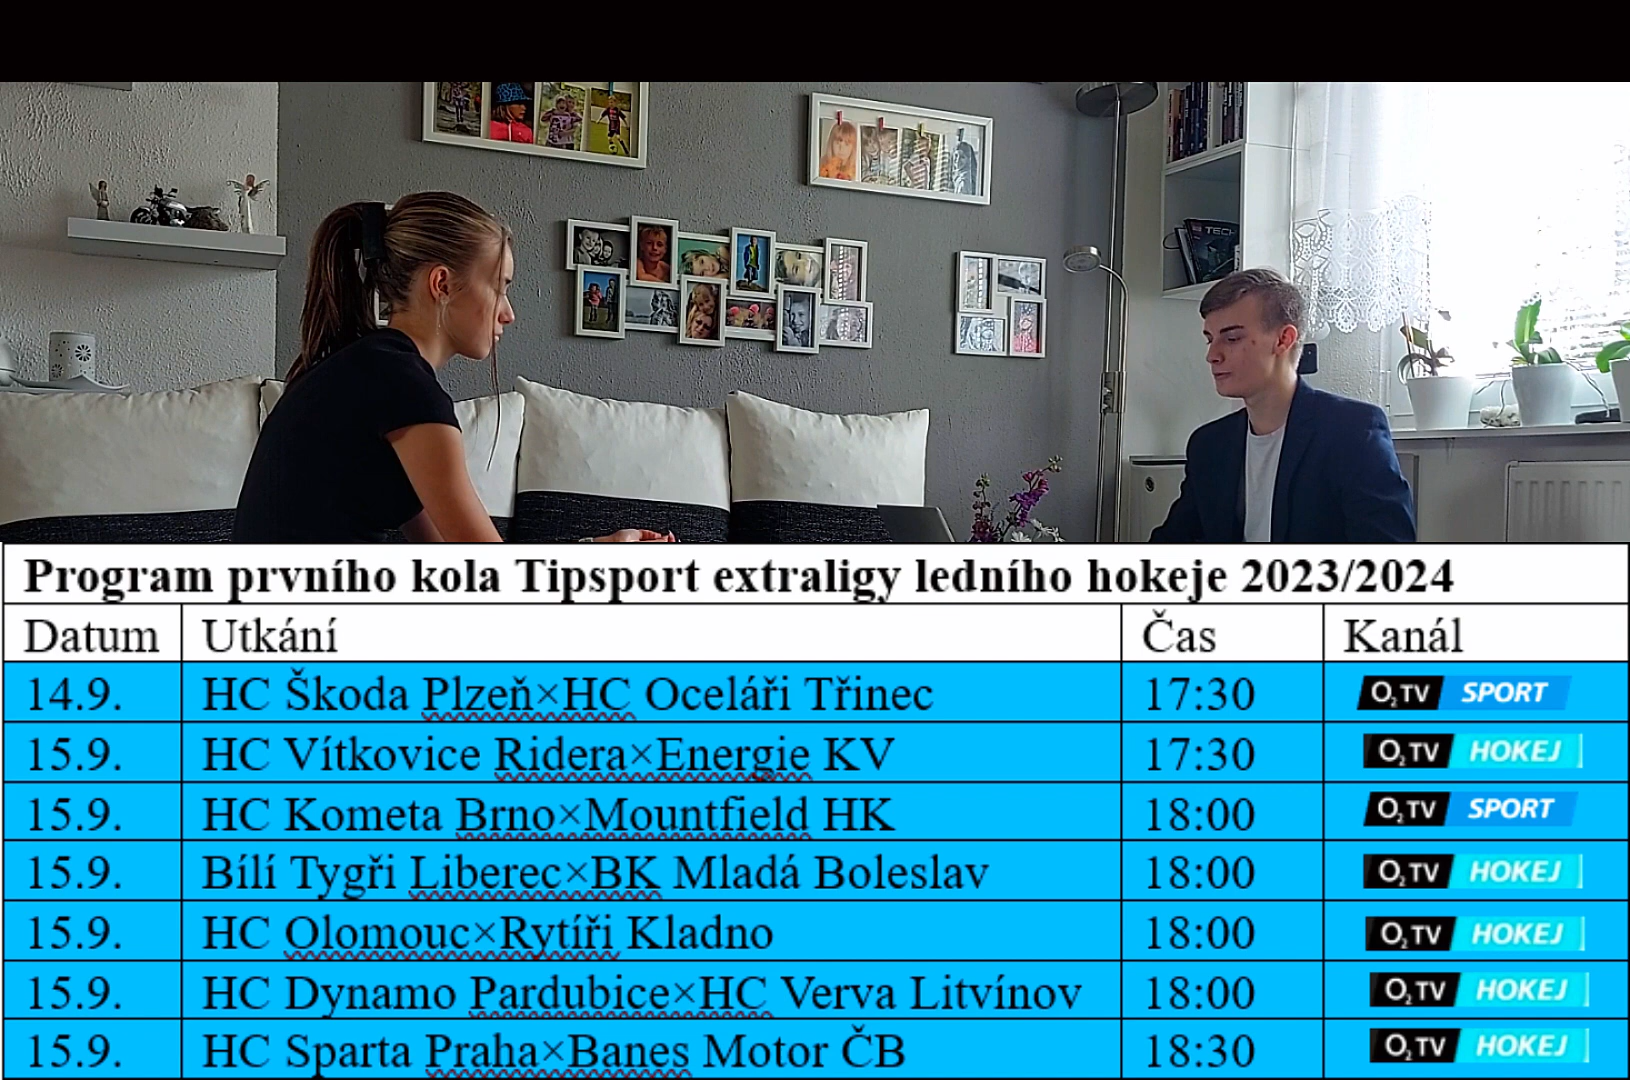 TECH
Program prvního kola Tipsport extraligy ledního hokeje 2023/2024
Datum Utkání Čas Kanál
14.9. HC Škoda Plzeň×HC Oceláři Třinec 17:30 O2 TV SPORT
15.9. HC Vítkovice Ridera×Energie KV 17:30 O2 TV HOKEJ
15.9. HC Kometa Brno×Mountfield HK 18:00 O2 TV SPORT
15.9. Bílí Tygři Liberec×BK Mladá Boleslav 18:00 O2 TV HOKEJ
15.9. HC Olomouc×Rytíři Kladno 18:00 O2 TV HOKEJ
15.9. HC Dynamo Pardubice×HC Verva Litvínov 18:00 O2 TV HOKEJ
15.9. HC Sparta Praha×Banes Motor ČB 18:30 O2 TV HOKEJ